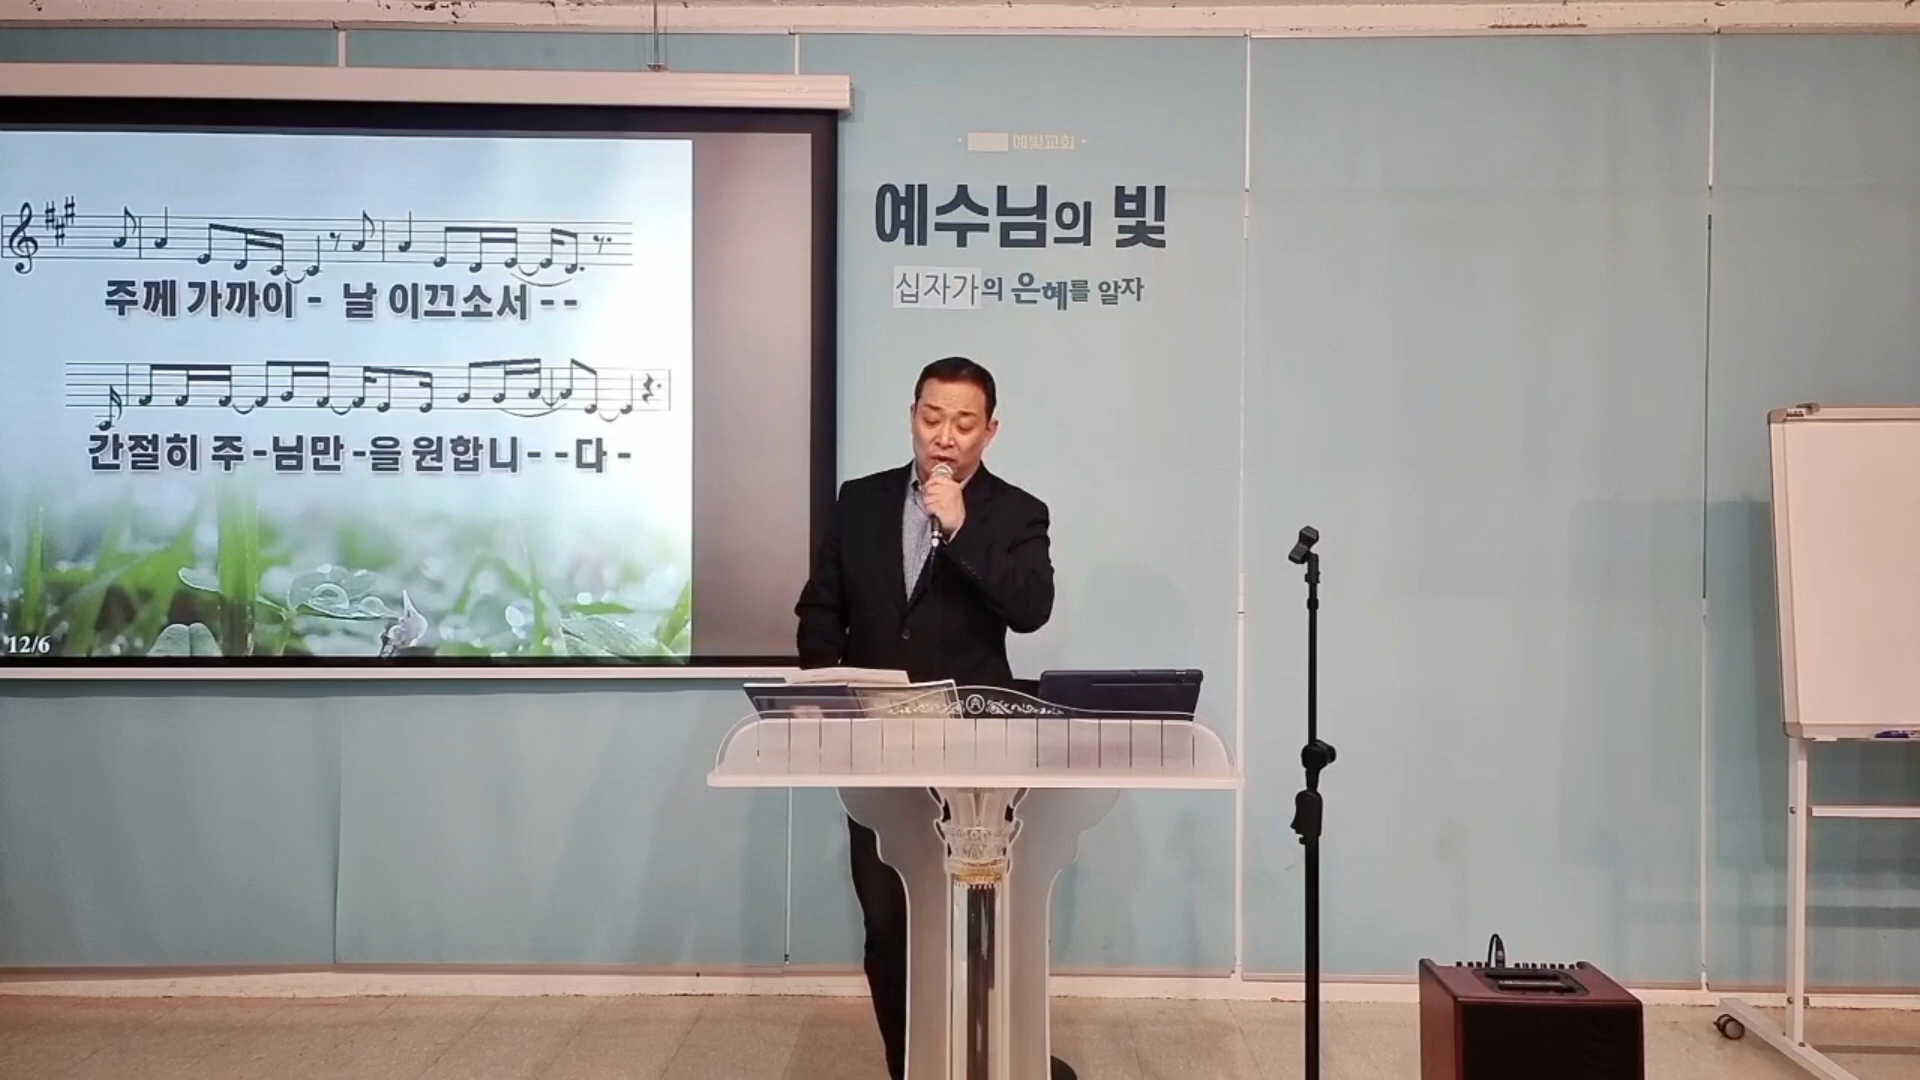 주께 가까이 - 날 이끄소서 - -
간절히 주 - 님만 - 을 원합니 - - 다 -
12/6
예빛교회
예수님의 빛
십자가의 은혜를 알자